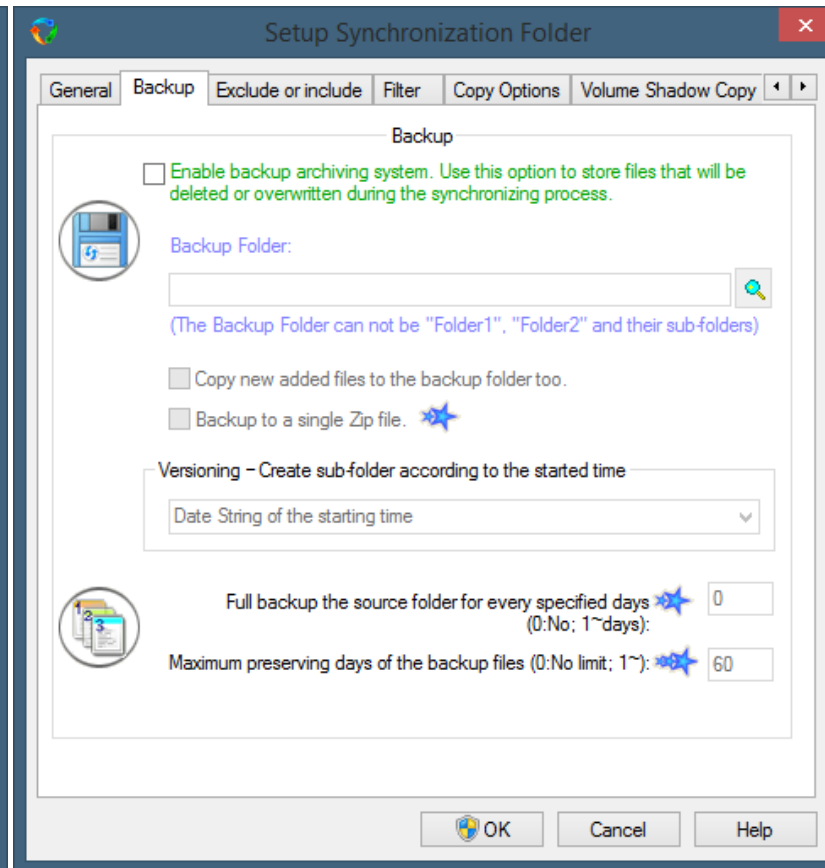 Setup Synchronization Folder
General
Backup
Exclude or include
Filter
Copy Options
Volume Shadow Copy
Backup
Enable backup archiving system. Use this option to store files that will be
deleted or overwritten during the synchronizing process.
Backup Folder:
(The Backup Folder can not be "Folder1", "Folder2" and their sub-folders)
Copy new added files to the backup folder too.
Backup to a single Zip file.
Versioning - Create sub-folder according to the started time
Date String of the starting time
1
2
3
Full backup the source folder for every specified days
(0:No; 1~days):
0
Maximum preserving days of the backup files (0:No limit; 1~):
60
OK
Cancel
Help